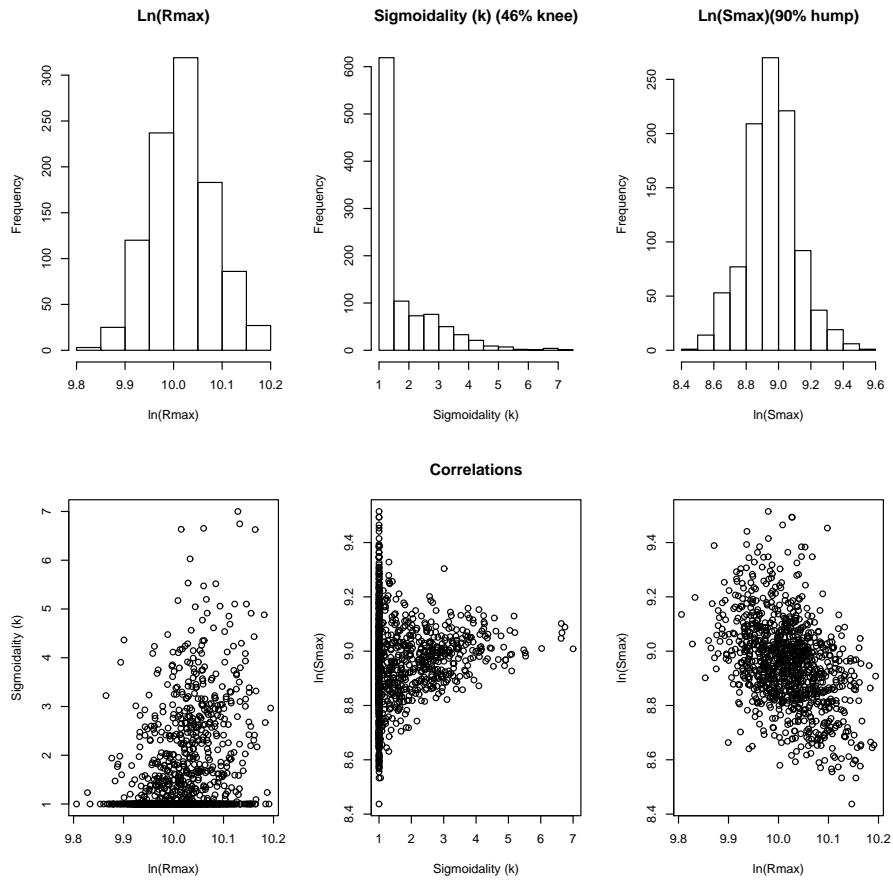 Ln(Rmax)
Sigmoidality (k) (46% knee)
Ln(Smax)(90% hump)
Frequency
0
50
100
150
200
250
300
9.8 9.9 10.0 10.1 10.2
ln(Rmax)
Frequency
0
100
200
300
400
500
600
1 2 3 4 5 6 7
Sigmoidality (k)
Frequency
0
50
100
150
200
250
8.4 8.6 8.8 9.0 9.2 9.4 9.6
ln(Smax)
Correlations
Sigmoidality (k)
1
2
3
4
5
6
7
9.8 9.9 10.0 10.1 10.2
ln(Rmax)
ln(Smax)
8.4
8.6
8.8
9.0
9.2
9.4
1 2 3 4 5 6 7
Sigmoidality (k)
ln(Smax)
8.4
8.6
8.8
9.0
9.2
9.4
9.8 9.9 10.0 10.1 10.2
ln(Rmax)